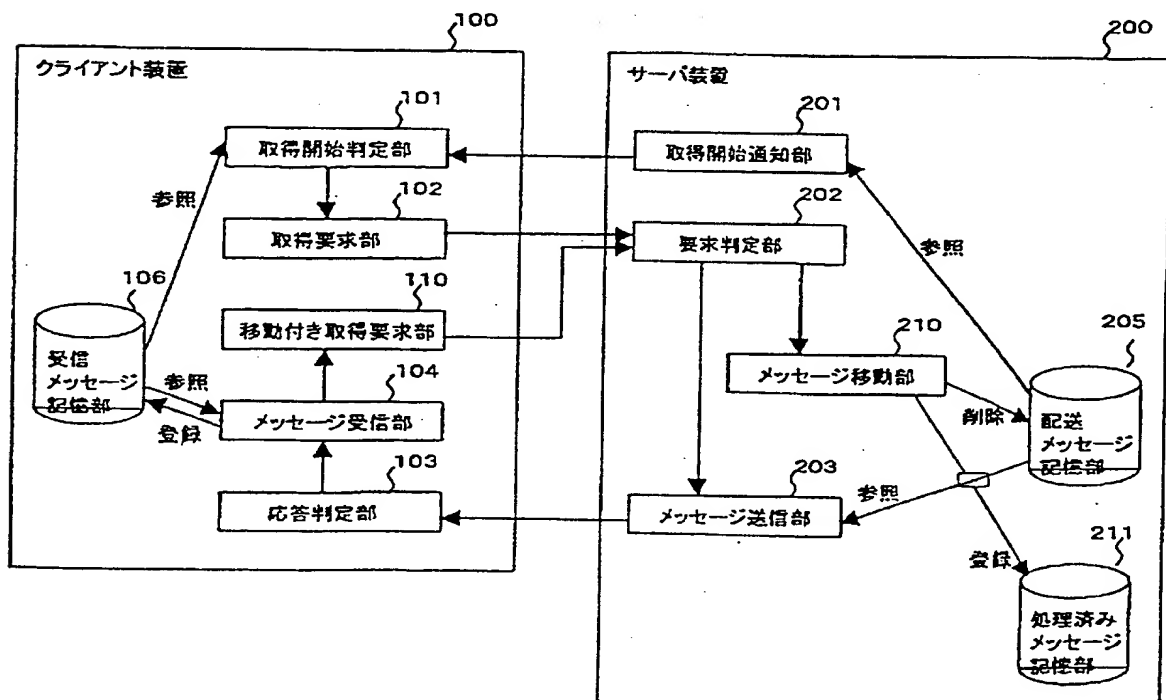 100
クライアント装置
101
取得開始判定部
参照
102
取得要求部
106
受信
メッセージ
記憶部
110
移動付き取得要求部
参照
104
メッセージ受信部
登録
103
応答判定部
200
サーバ装置
201
取得開始通知部
202
要求判定部
参照
210
メッセージ移動部
205
配送
メッセージ
記憶部
削除
203
メッセージ送信部
参照
211
登録
処理済み
メッセージ
記憶部